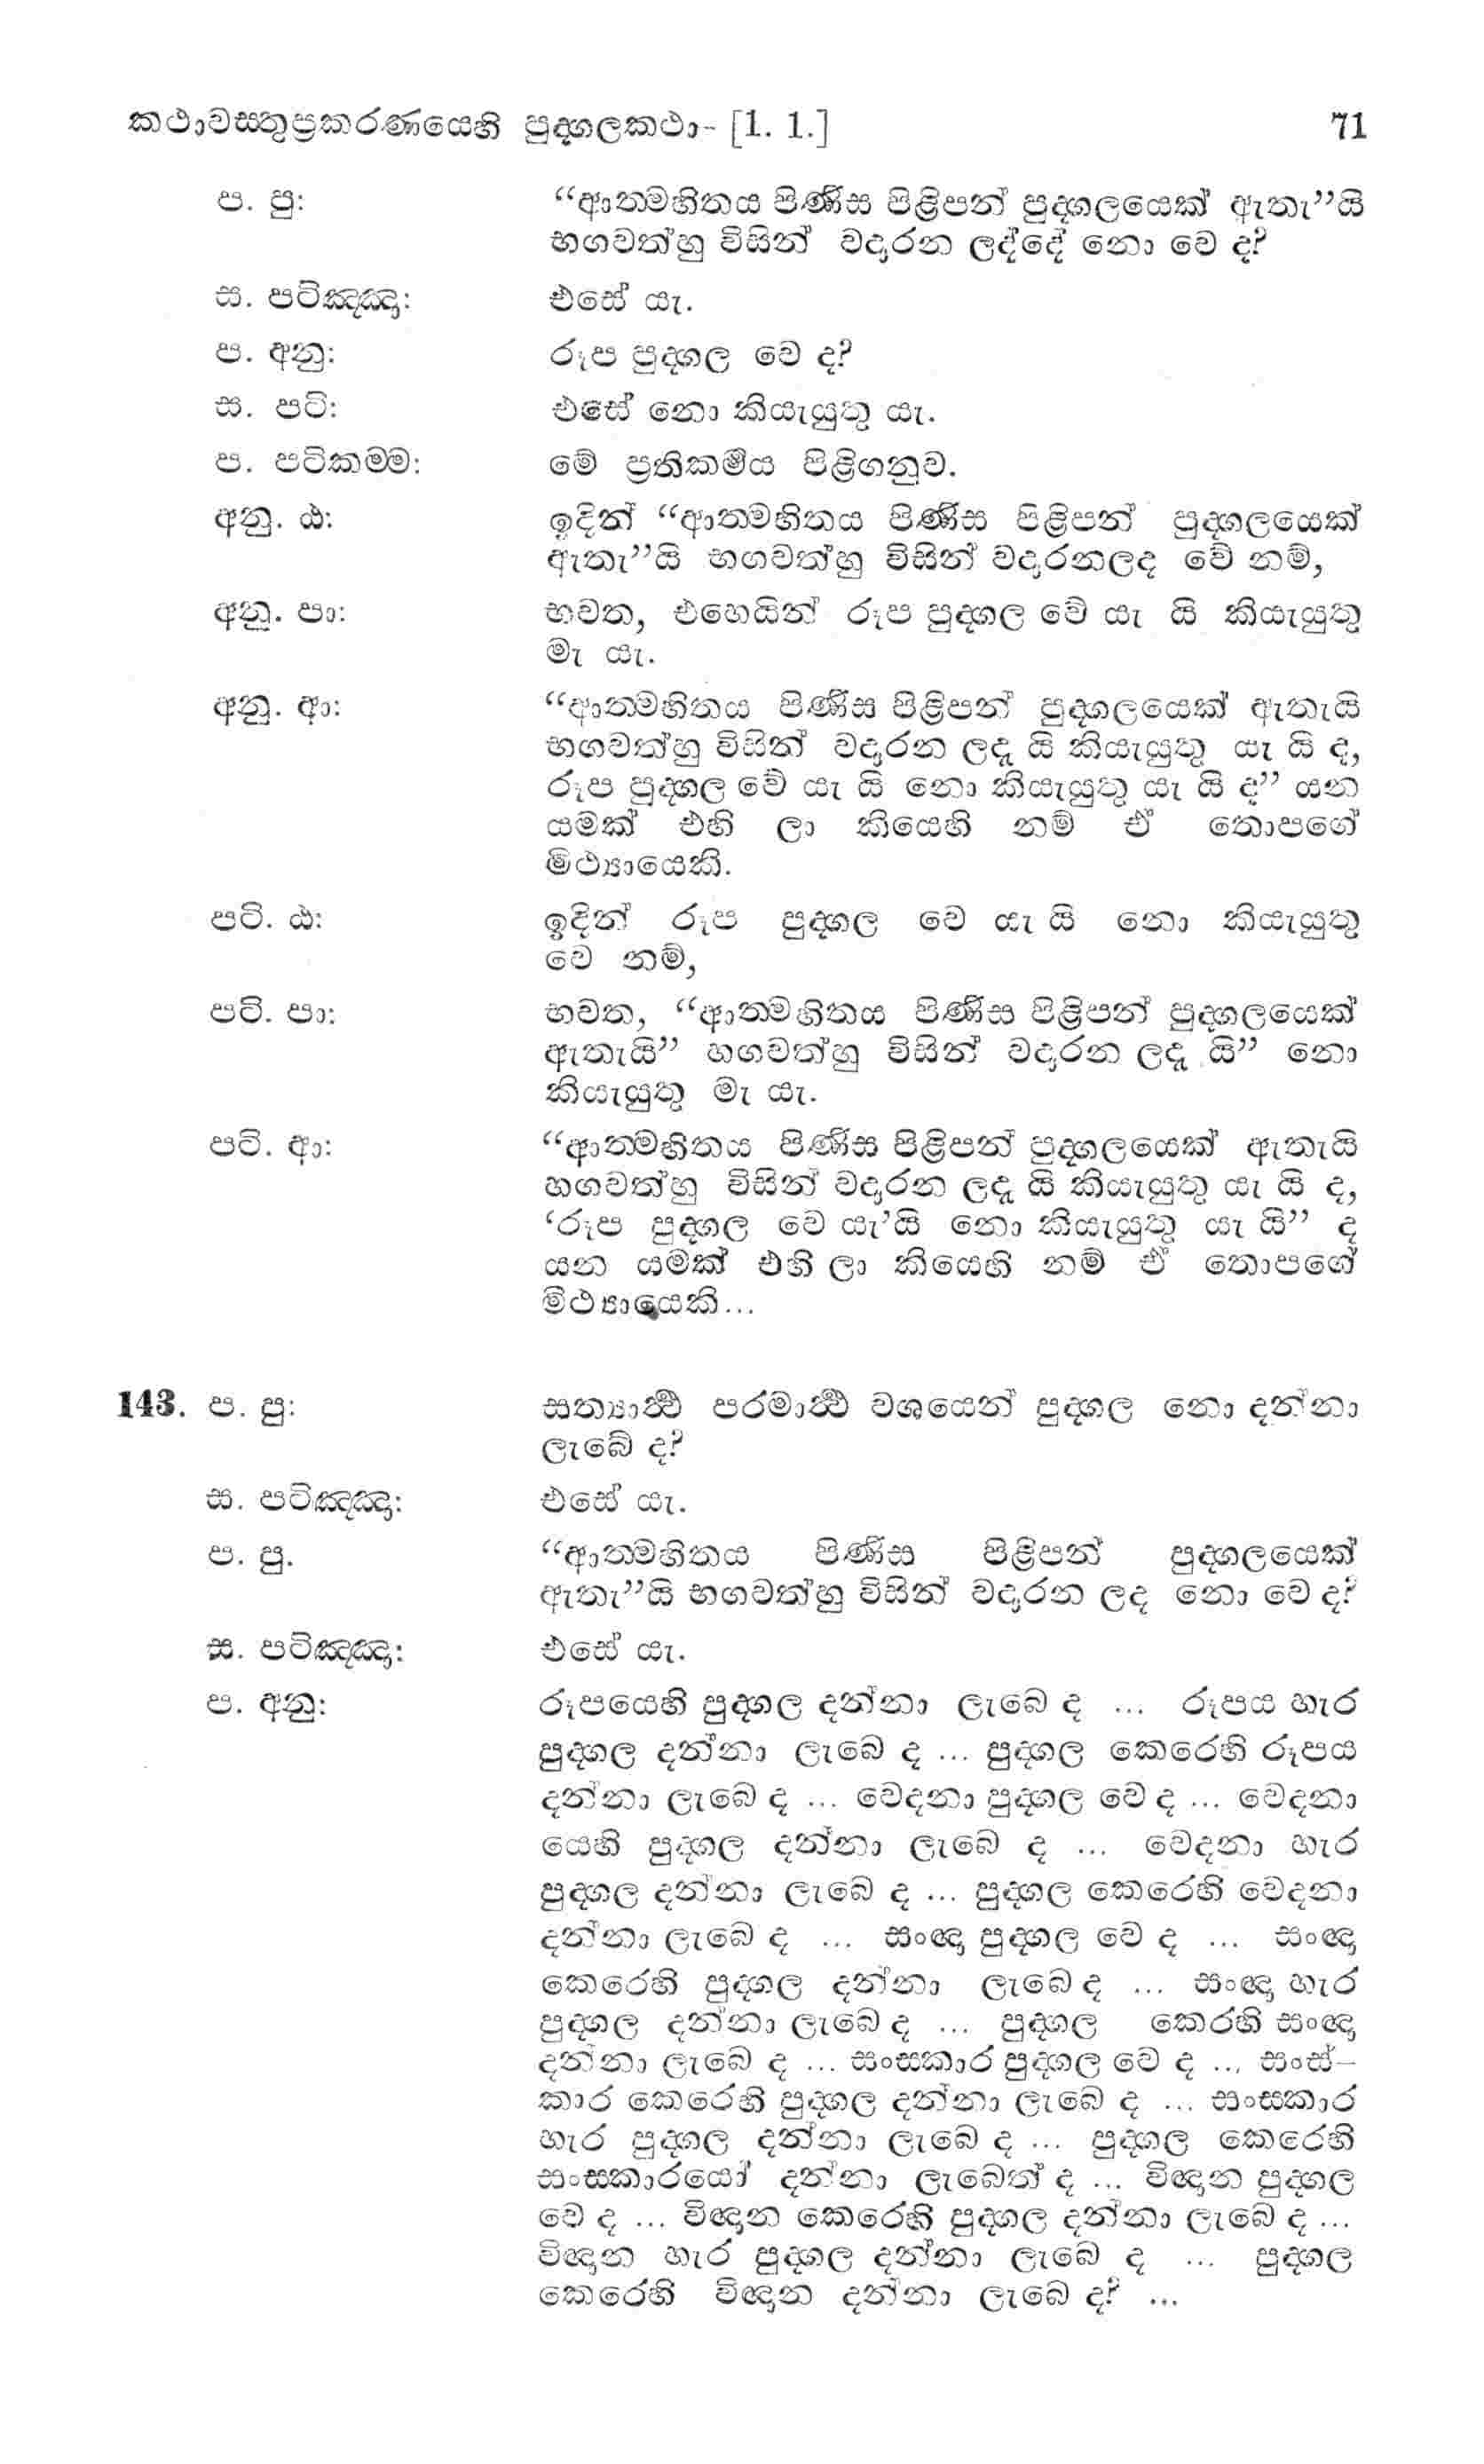 කථාවස්තුප්‍රකරණයෙහි පුද්ගලකථා- [1. 1.] 71
ප. පු: “ආත්මහිතය පිණිස පිළිපන් පුද්ගලයෙක් ඇතැ”යි
භගවත්හු විසින් වදාරන ලද්දේ නො වෙ ද?
ස. පටිඤ්ඤා: එසේ යැ.
ප. අනු: රූප පුද්ගල වෙ ද?
ස. පටි: එසේ නො කියැයුතු යැ.
ප. පටිකම්ම: මේ ප්‍රතිකර්මය පිළිගනුව.
අනු. ඨ: ඉදින් “ආත්මහිතය පිණිස පිළිපන් පුද්ගලයෙක්
ඇතැ”යි භගවත්හු විසින් වදාරනලද වේ නම්,
අනු. පා: භවත, එහෙයින් රූප පුද්ගල වේ යැ යි කියැයුතු
මැ යැ.
අනු. ආ: “ආත්මහිතය පිණිස පිළිපන් පුද්ගලයෙක් ඇතැයි
භගවත්හු විසින් වදාරන ලදැ යි කියැයුතු යැ යි ද,
රූප පුද්ගල වේ යැ යි නො කියැයුතු යැ යි ද” යන
යමක් එහි ලා කියෙහි නම් ඒ තොපගේ
මිථ්‍යායෙකි.
පටි. ඨ: ඉදින් රූප පුද්ගල වෙ යැ යි නො කියැයුතු
වෙ නම්,
පටි. පා: භවත, “ආත්මහිතය පිණිස පිළිපන් පුද්ගලයෙක්
ඇතැයි” භගවත්හු විසින් වදාරන ලදැ යි” නො
කියැයුතු මැ යැ.
පටි. ආ: “ආත්මහිතය පිණිස පිළිපන් පුද්ගලයෙක් ඇතැයි
භගවත්හු විසින් වදාරන ලදැ යි කියැයුතු යැ යි ද,
‘රූප පුද්ගල වෙ යැ’යි නො කියැයුතු යැ යි” ද
යන යමක් එහි ලා කියෙහි නම් ඒ තොපගේ
මිථ්‍යායෙකි...
143. ප. පු: සත්‍යාර්ථ පරමාර්ථ වශයෙන් පුද්ගල නො දන්නා
ලැබේ ද?
ස. පටිඤ්ඤා: එසේ යැ.
ප. පු. “ආත්මහිතය පිණිස පිළිපන් පුද්ගලයෙක්
ඇතැ”යි භගවත්හු විසින් වදාරන ලද නො වෙ ද?
ස. පටිඤ්ඤා: එසේ යැ.
ප. අනු: රූපයෙහි පුද්ගල දන්නා ලැබෙ ද ... රූපය හැර
පුද්ගල දන්නා ලැබෙ ද ... පුද්ගල කෙරෙහි රූපය
දන්නා ලැබෙ ද ... වෙදනා පුද්ගල වෙ ද ... වෙදනා
යෙහි පුද්ගල දන්නා ලැබෙ ද ... වෙදනා හැර
පුද්ගල දන්නා ලැබෙ ද ... පුද්ගල කෙරෙහි වෙදනා
දන්නා ලැබෙ ද ... සංඥා පුද්ගල වෙ ද ... සංඥා
කෙරෙහි පුද්ගල දන්නා ලැබෙ ද ... සංඥා හැර
පුද්ගල දන්නා ලැබෙ ද ... පුද්ගල කෙරහි සංඥා
දන්නා ලැබෙ ද ... සංස්කාර පුද්ගල වෙ ද ... සංස්-
කාර කෙරෙහි පුද්ගල දන්නා ලැබෙ ද ... සංස්කාර
හැර පුද්ගල දන්නා ලැබෙ ද ... පුද්ගල කෙරෙහි
සංස්කාරයෝ දන්නා ලැබෙත් ද ... විඥාන පුද්ගල
වෙ ද ... විඥාන කෙරෙහි පුද්ගල දන්නා ලැබෙ ද ...
විඥාන හැර පුද්ගල දන්නා ලැබෙ ද ... පුද්ගල
කෙරෙහි විඥාන දන්නා ලැබෙ ද? ...